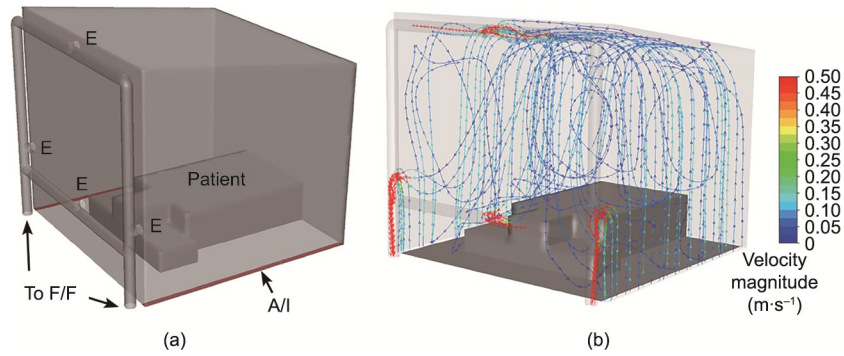 E
E
E
E
Patient
To F/F
A/I
(a)
0.50
0.45
0.40
0.35
0.30
0.25
0.20
0.15
0.10
0.05
0
Velocity
magnitude
(m·s⁻¹)
(b)